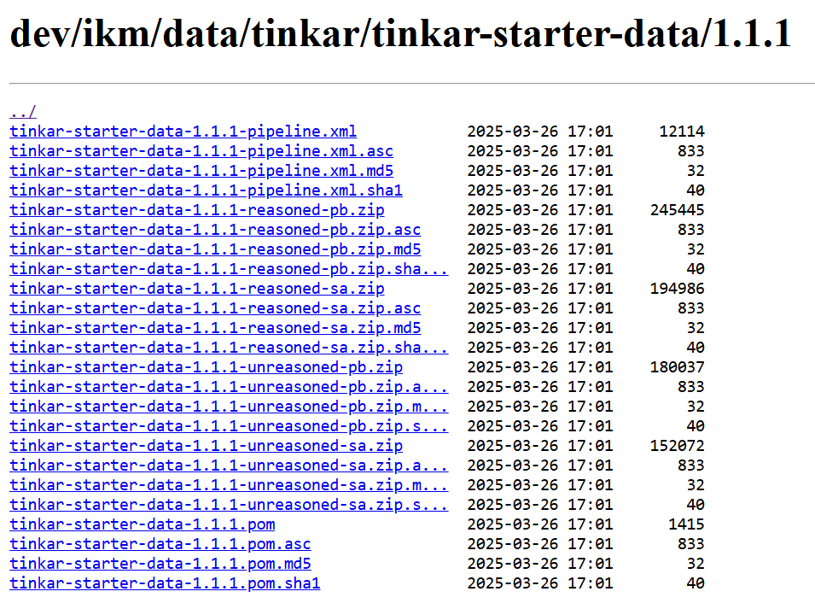 dev/ikm/data/tinkar/tinkar-starter-data/1.1.1
../
tinkar-starter-data-1.1.1-pipeline.xml 2025-03-26 17:01 12114
tinkar-starter-data-1.1.1-pipeline.xml.asc 2025-03-26 17:01 833
tinkar-starter-data-1.1.1-pipeline.xml.md5 2025-03-26 17:01 32
tinkar-starter-data-1.1.1-pipeline.xml.sha1 2025-03-26 17:01 40
tinkar-starter-data-1.1.1-reasoned-pb.zip 2025-03-26 17:01 245445
tinkar-starter-data-1.1.1-reasoned-pb.zip.asc 2025-03-26 17:01 833
tinkar-starter-data-1.1.1-reasoned-pb.zip.md5 2025-03-26 17:01 32
tinkar-starter-data-1.1.1-reasoned-pb.zip.sha... 2025-03-26 17:01 40
tinkar-starter-data-1.1.1-reasoned-sa.zip 2025-03-26 17:01 194986
tinkar-starter-data-1.1.1-reasoned-sa.zip.asc 2025-03-26 17:01 833
tinkar-starter-data-1.1.1-reasoned-sa.zip.md5 2025-03-26 17:01 32
tinkar-starter-data-1.1.1-reasoned-sa.zip.sha... 2025-03-26 17:01 40
tinkar-starter-data-1.1.1-unreasoned-pb.zip 2025-03-26 17:01 180037
tinkar-starter-data-1.1.1-unreasoned-pb.zip.a... 2025-03-26 17:01 833
tinkar-starter-data-1.1.1-unreasoned-pb.zip.m... 2025-03-26 17:01 32
tinkar-starter-data-1.1.1-unreasoned-pb.zip.s... 2025-03-26 17:01 40
tinkar-starter-data-1.1.1-unreasoned-sa.zip 2025-03-26 17:01 152072
tinkar-starter-data-1.1.1-unreasoned-sa.zip.a... 2025-03-26 17:01 833
tinkar-starter-data-1.1.1-unreasoned-sa.zip.m... 2025-03-26 17:01 32
tinkar-starter-data-1.1.1-unreasoned-sa.zip.s... 2025-03-26 17:01 40
tinkar-starter-data-1.1.1.pom 2025-03-26 17:01 1415
tinkar-starter-data-1.1.1.pom.asc 2025-03-26 17:01 833
tinkar-starter-data-1.1.1.pom.md5 2025-03-26 17:01 32
tinkar-starter-data-1.1.1.pom.sha1 2025-03-26 17:01 40